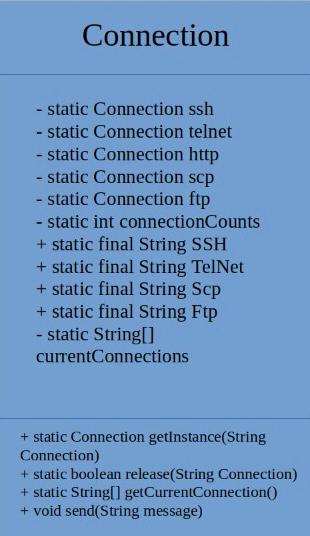 Connection
- static Connection ssh
- static Connection telnet
- static Connection http
- static Connection scp
- static Connection ftp
- static int connectionCounts
+ static final String SSH
+ static final String TelNet
+ static final String Scp
+ static final String Ftp
- static String[]
currentConnections
+ static Connection getInstance(String
Connection)
+ static boolean release(String Connection)
+ static String[] getCurrentConnection()
+ void send(String message)